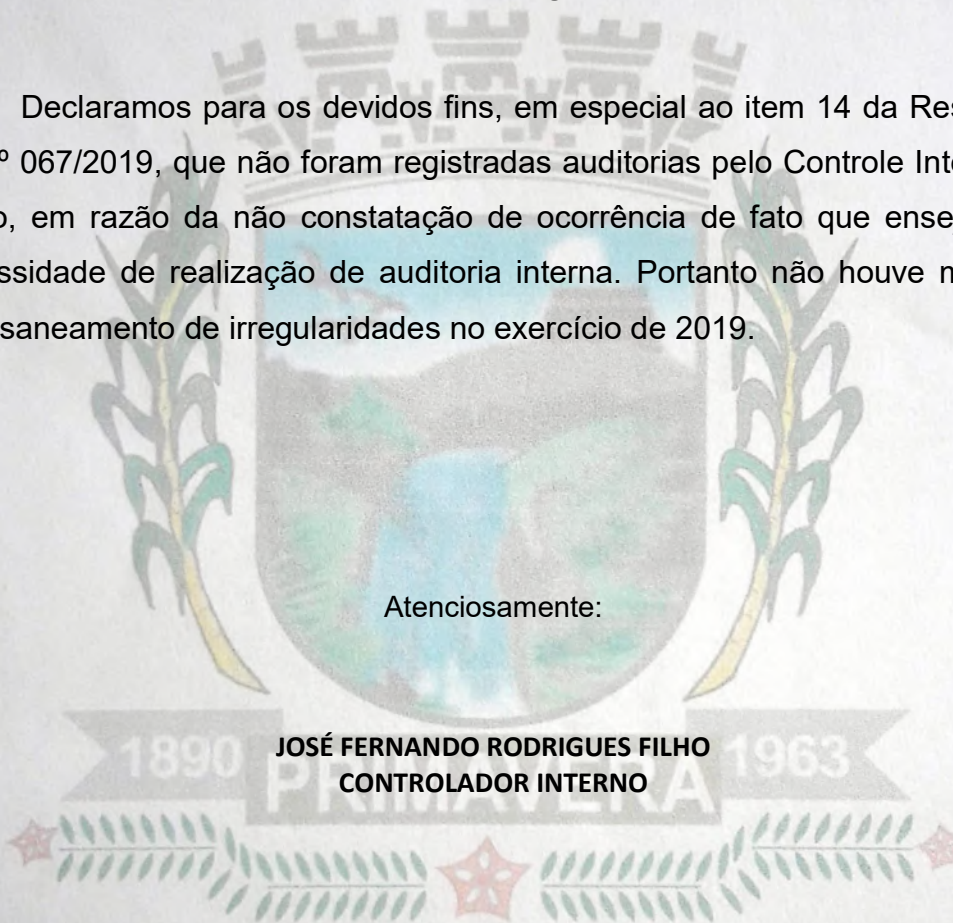 Declaramos para os devidos fins, em especial ao item 14 da Res
º 067/2019, que não foram registradas auditorias pelo Controle Int
o, em razão da não constatação de ocorrência de fato que ense
ssidade de realização de auditoria interna. Portanto não houve
saneamento de irregularidades no exercício de 2019.
Atenciosamente:
JOSÉ FERNANDO RODRIGUES FILHO
CONTROLADOR INTERNO
1890 PRIMAVERA 1963